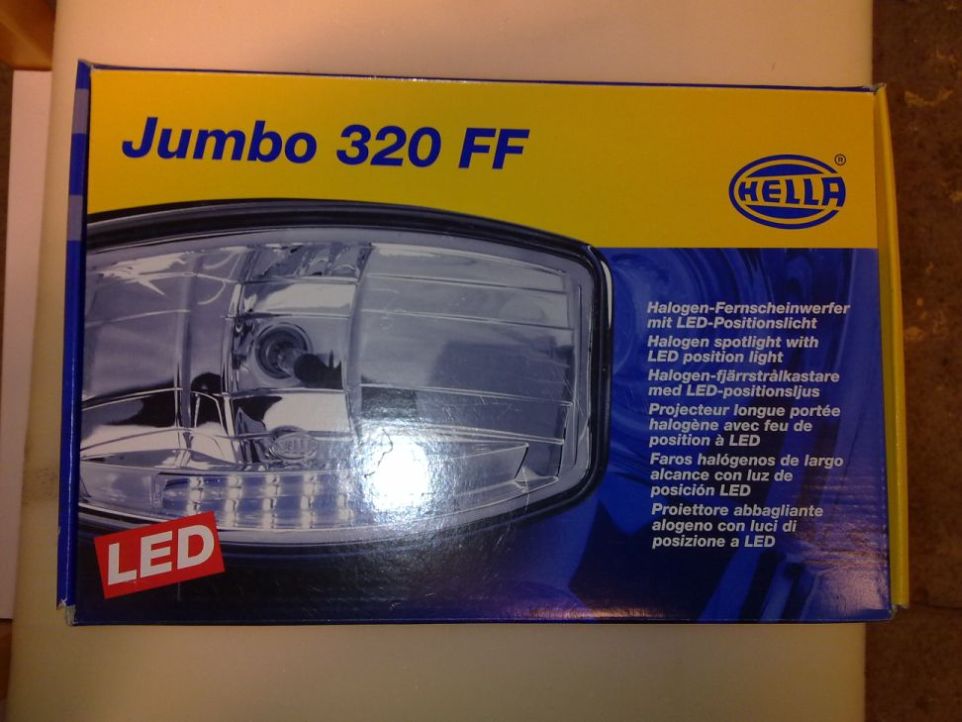 Jumbo 320 FF
HELLA®
Halogen-Fernscheinwerfer
mit LED-Positionslicht
Halogen spotlight with
LED position light
Halogen-fjärrstrålkastare
med LED-positionsljus
Projecteur longue portée
halogène avec feu de
position à LED
Faros halógenos de largo
alcance con luz de
posición LED
Proiettore abbagliante
alogeno con luci di
posizione a LED
LED